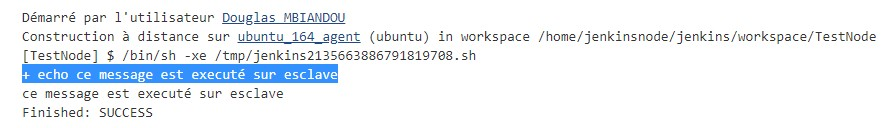 Démarré par l'utilisateur Douglas MBIANDOU
Construction à distance sur ubuntu_164_agent (ubuntu) in workspace /home/jenkinsnode/jenkins/workspace/TestNode
[TestNode] $ /bin/sh -xe /tmp/jenkins2135663886791819708.sh
+ echo ce message est executé sur esclave
ce message est executé sur esclave
Finished: SUCCESS